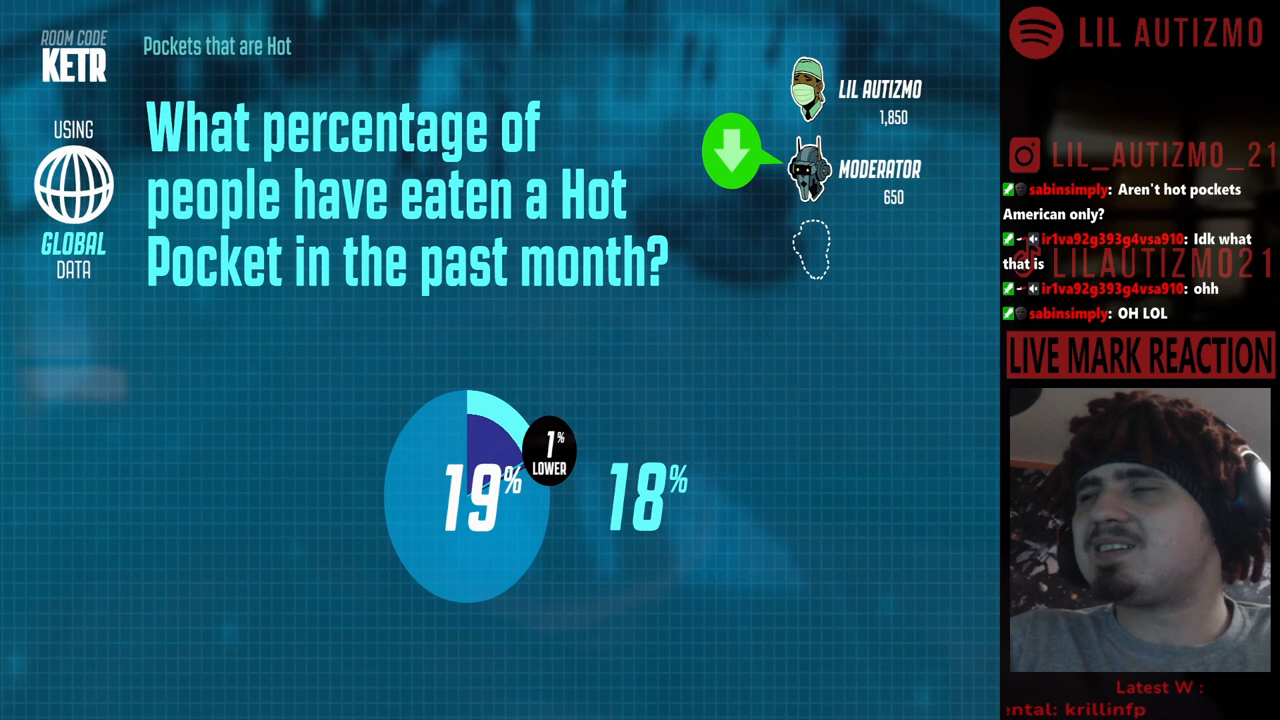 ROOM CODE
KETR
Pockets that are Hot
What percentage of
people have eaten a Hot
Pocket in the past month?
USING
GLOBAL
DATA
LIL AUTIZMO
1,850
MODERATOR
650
19%
1%
LOWER
18%
LIL AUTIZMO
LIL_AUTIZMO_21
sabinsimply: Aren't hot pockets
American only?
ir1va92g393g4vsa910: Idk what
that is
LILAUTIZMO21
ir1va92g393g4vsa910: ohh
sabinsimply: OH LOL
LIVE MARK REACTION
Latest W :
ental: krillinfp